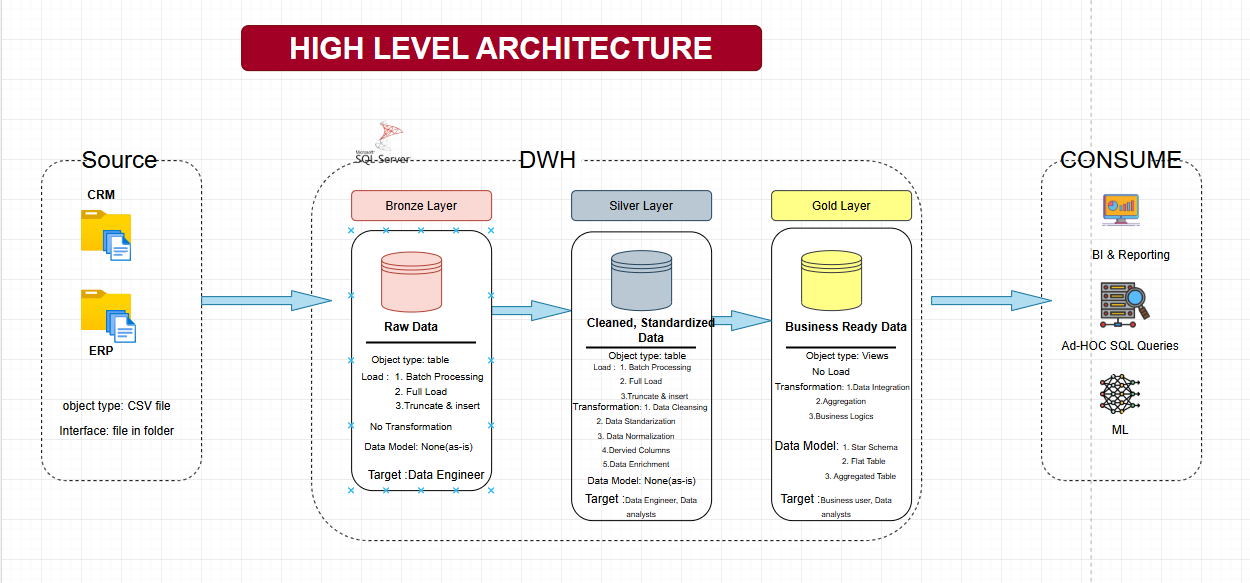 HIGH LEVEL ARCHITECTURE
Source
CRM
ERP
object type: CSV file
Interface: file in folder
Microsoft
SQL Server
DWH
Bronze Layer
Raw Data
Object type: table
Load : 1. Batch Processing
2. Full Load
3.Truncate & insert
No Transformation
Data Model: None(as-is)
Target :Data Engineer
Silver Layer
Cleaned, Standardized
Data
Object type: table
Load : 1. Batch Processing
2. Full Load
3.Truncate & insert
Transformation: 1. Data Cleansing
2. Data Standarization
3. Data Normalization
4.Dervied Columns
5.Data Enrichment
Data Model: None(as-is)
Target :Data Engineer, Data
analysts
Gold Layer
Business Ready Data
Object type: Views
No Load
Transformation: 1.Data Integration
2.Aggregation
3.Business Logics
Data Model: 1. Star Schema
2. Flat Table
3. Aggregated Table
Target :Business user, Data
analysts
CONSUME
BI & Reporting
Ad-HOC SQL Queries
ML